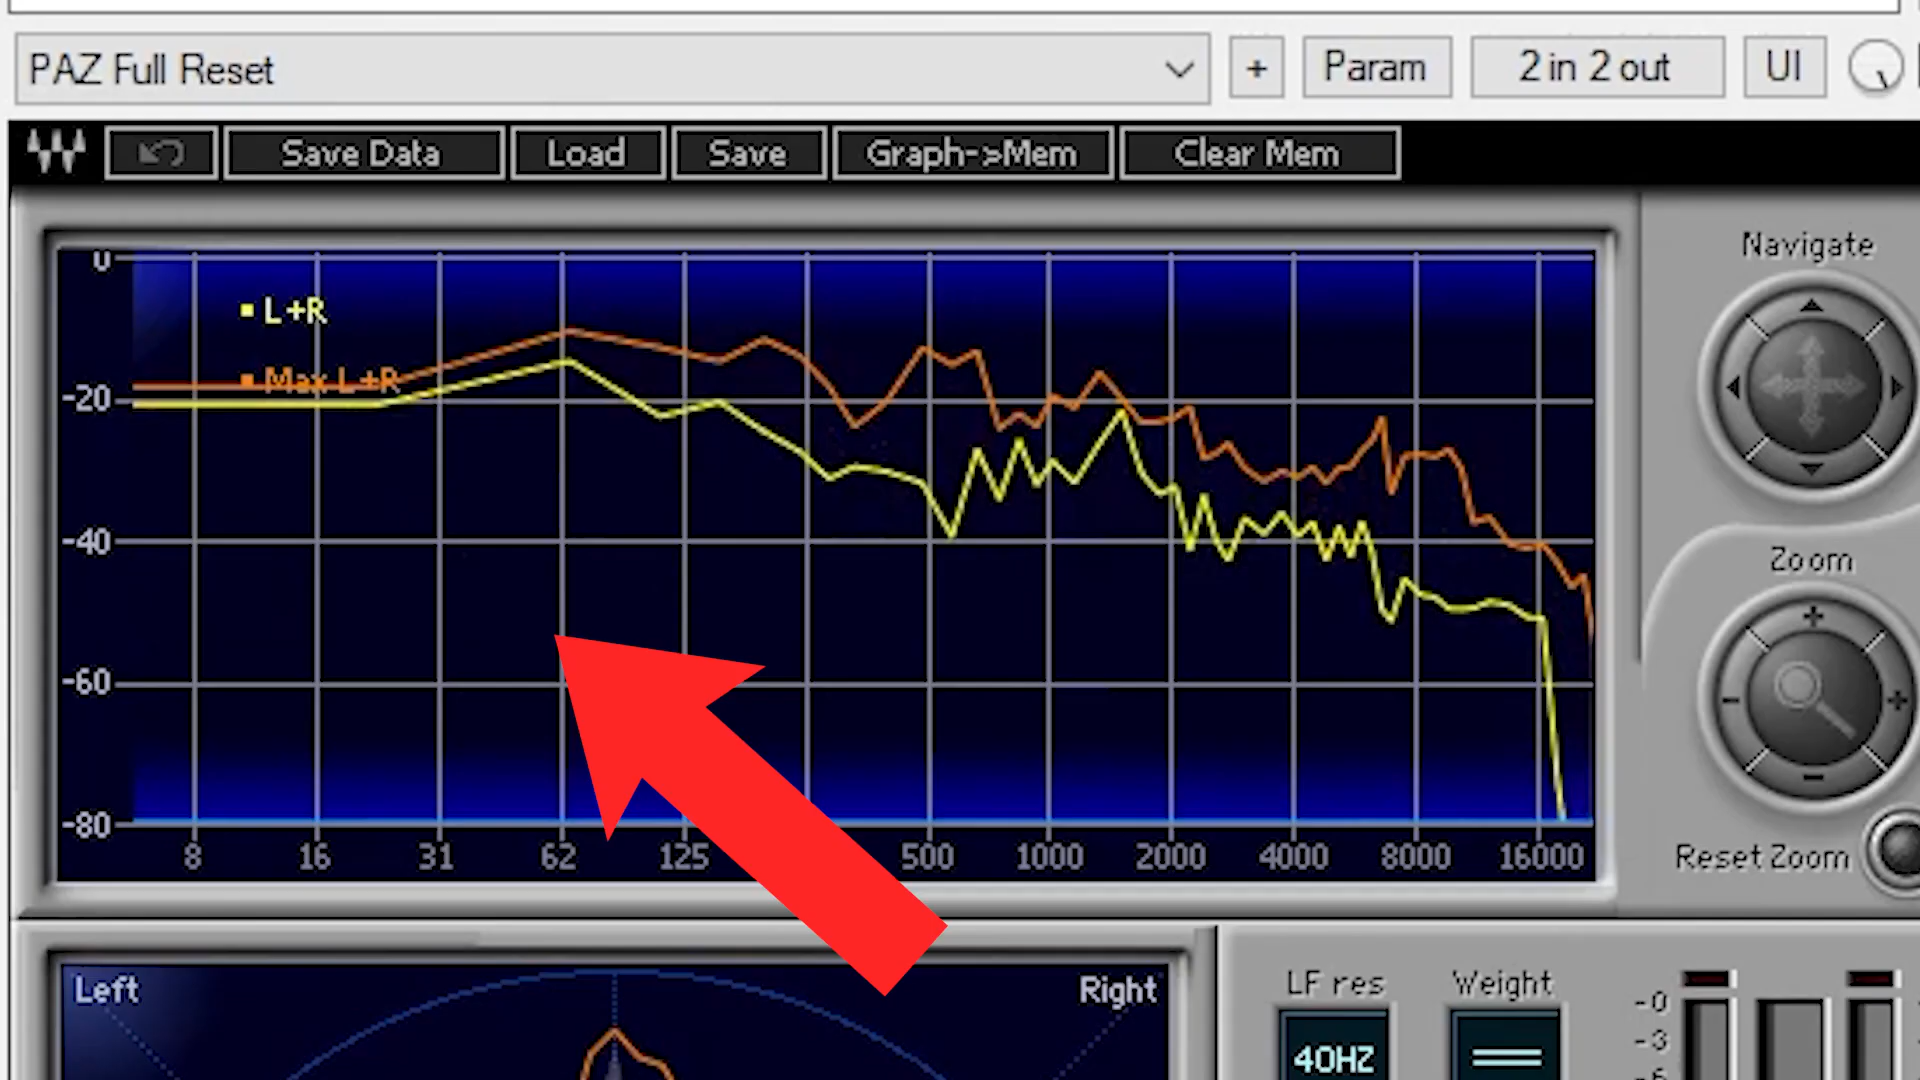 PAZ Full Reset + Param 2 in 2 out UI
Save Data Load Save Graph->Mem Clear Mem
Navigate
0
L+R
Max L+R
-20
-40
Zoom
+
- +
-
-60
-80
8 16 31 62 125 500 1000 2000 4000 8000 16000
Reset Zoom
Left Right
LF res Weight
-0
-3
40HZ